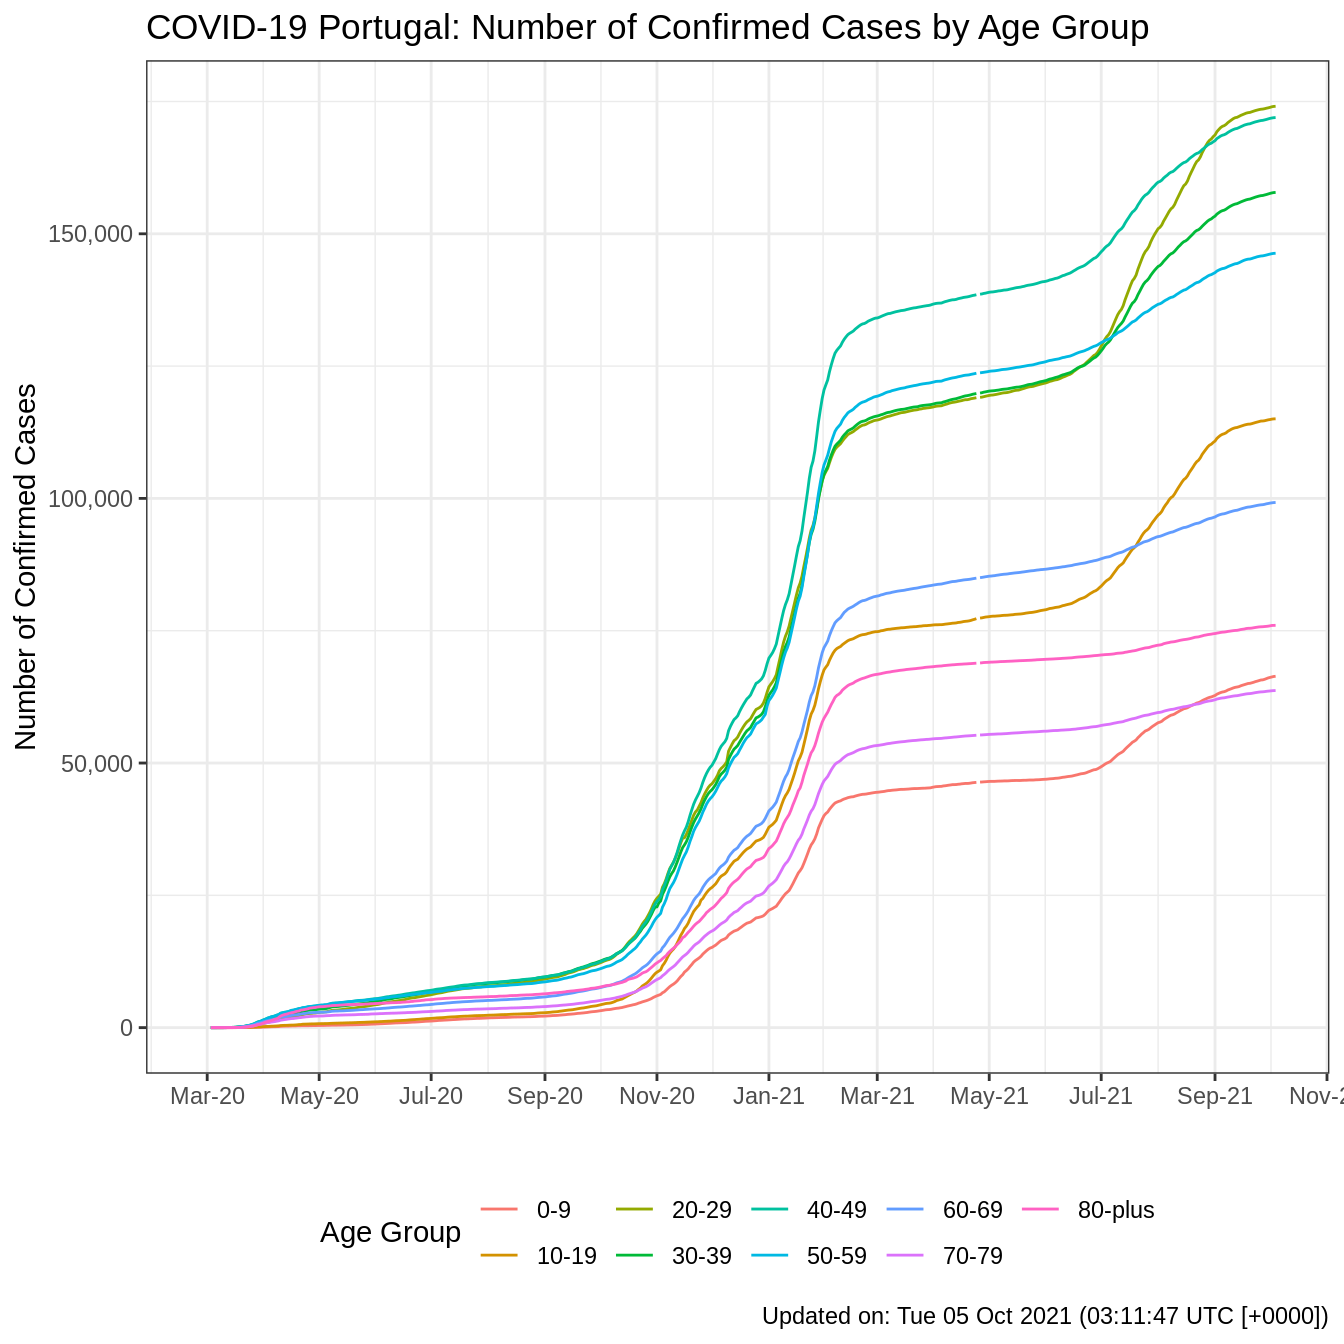 COVID-19 Portugal: Number of Confirmed Cases by Age Group
Number of Confirmed Cases
150,000
100,000
50,000
0
Mar-20 May-20 Jul-20 Sep-20 Nov-20 Jan-21 Mar-21 May-21 Jul-21 Sep-21 Nov-2
Age Group
0-9 20-29 40-49 60-69 80-plus
10-19 30-39 50-59 70-79
Updated on: Tue 05 Oct 2021 (03:11:47 UTC [+0000])